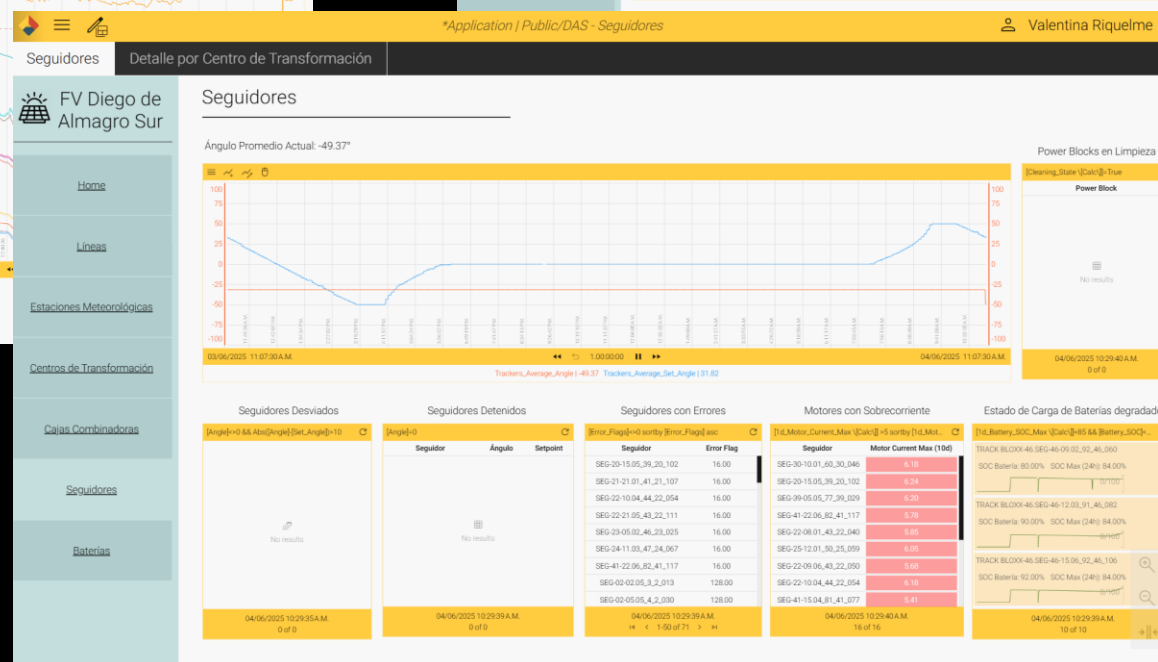 *Application | Public/DAS - Seguidores
Valentina Riquelme
Seguidores
Detalle por Centro de Transformación
FV Diego de
Almagro Sur
Home
Líneas
Estaciones Meteorológicas
Centros de Transformación
Cajas Combinadoras
Seguidores
Baterías
Seguidores
Ángulo Promedio Actual: -49.37°
100
75
50
25
0
-25
-50
-75
-100
100
75
50
25
0
-25
-50
-75
-100
03/06/2025 11:07:30 A.M.
1.00:00:00
04/06/2025 11:07:30 A.M.
Trackers_Average_Angle | -49.37 Trackers_Average_Set_Angle | 31.82
Power Blocks en Limpieza
[Cleaning_State \[Calc\]]=True
Power Block
No results
04/06/2025 10:29:40 A.M.
0 of 0
Seguidores Desviados
[Angle]<>0 && Abs([Angle]-[Set_Angle])>10
No results
04/06/2025 10:29:35 A.M.
0 of 0
Seguidores Detenidos
[Angle]=0
Seguidor Ángulo Setpoint
No results
04/06/2025 10:29:39 A.M.
0 of 0
Seguidores con Errores
[Error_Flags]<>0 sortby [Error_Flags] asc
Seguidor Error Flag
SEG-20-15.05_39_20_102 16.00
SEG-21-21.01_41_21_107 16.00
SEG-22-10.04_44_22_054 16.00
SEG-22-21.05_43_22_111 16.00
SEG-23-05.02_46_23_025 16.00
SEG-24-11.03_47_24_067 16.00
SEG-41-22.06_82_41_117 16.00
SEG-02-02.05_3_2_013 128.00
SEG-02-05.05_4_2_030 128.00
04/06/2025 10:29:39 A.M.
1-50 of 71
Motores con Sobrecorriente
[1d_Motor_Current_Max \[Calc\]] >5 sortby [1d_Mot...
Seguidor Motor Current Max (10d)
SEG-30-10.01_60_30_046 6.18
SEG-20-15.05_39_20_102 6.24
SEG-39-05.05_77_39_029 6.20
SEG-41-22.06_82_41_117 5.78
SEG-22-08.01_43_22_040 5.85
SEG-25-12.01_50_25_059 6.05
SEG-22-09.06_43_22_050 5.60
SEG-22-10.04_44_22_054 6.18
SEG-41-15.04_81_41_077 5.41
04/06/2025 10:29:40 A.M.
16 of 16
Estado de Carga de Baterías degradado
[1d_Battery_SOC_Max \[Calc\]]<=85 && [Battery_SOC]<...
TRACK BLOXX-46.SEG-46-09.02_92_46_060
SOC Batería: 80.00% SOC Max (24h): 84.00%
0/100
TRACK BLOXX-46.SEG-46-12.03_91_46_082
SOC Batería: 90.00% SOC Max (24h): 84.00%
0/100
TRACK BLOXX-46.SEG-46-15.06_92_46_106
SOC Batería: 92.00% SOC Max (24h): 84.00%
0/100
04/06/2025 10:29:39 A.M.
10 of 10